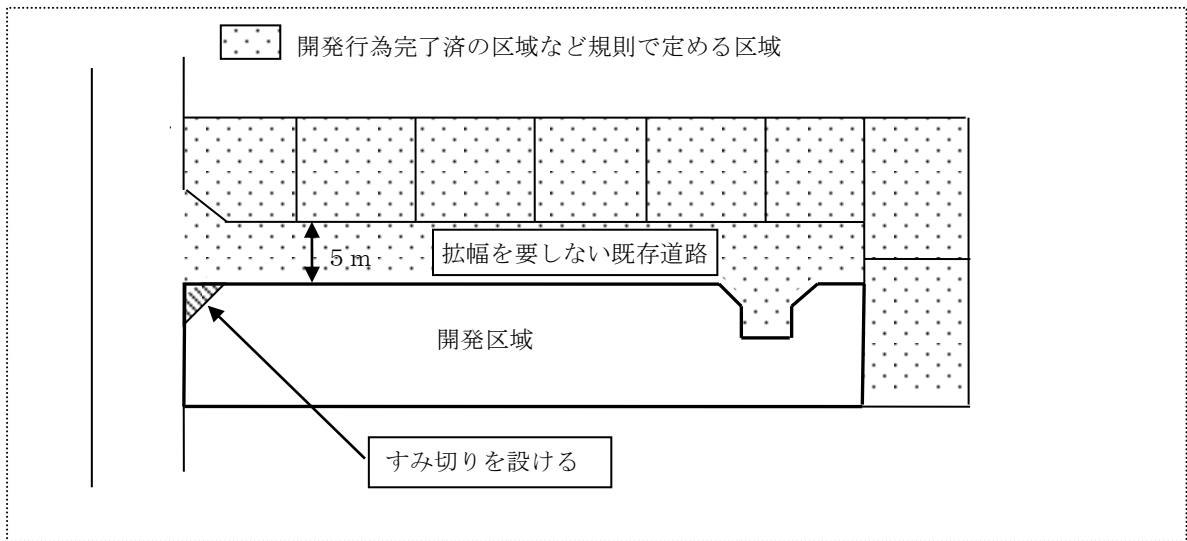 開発行為完了済の区域など規則で定める区域
5m
拡幅を要しない既存道路
開発区域
すみ切りを設ける